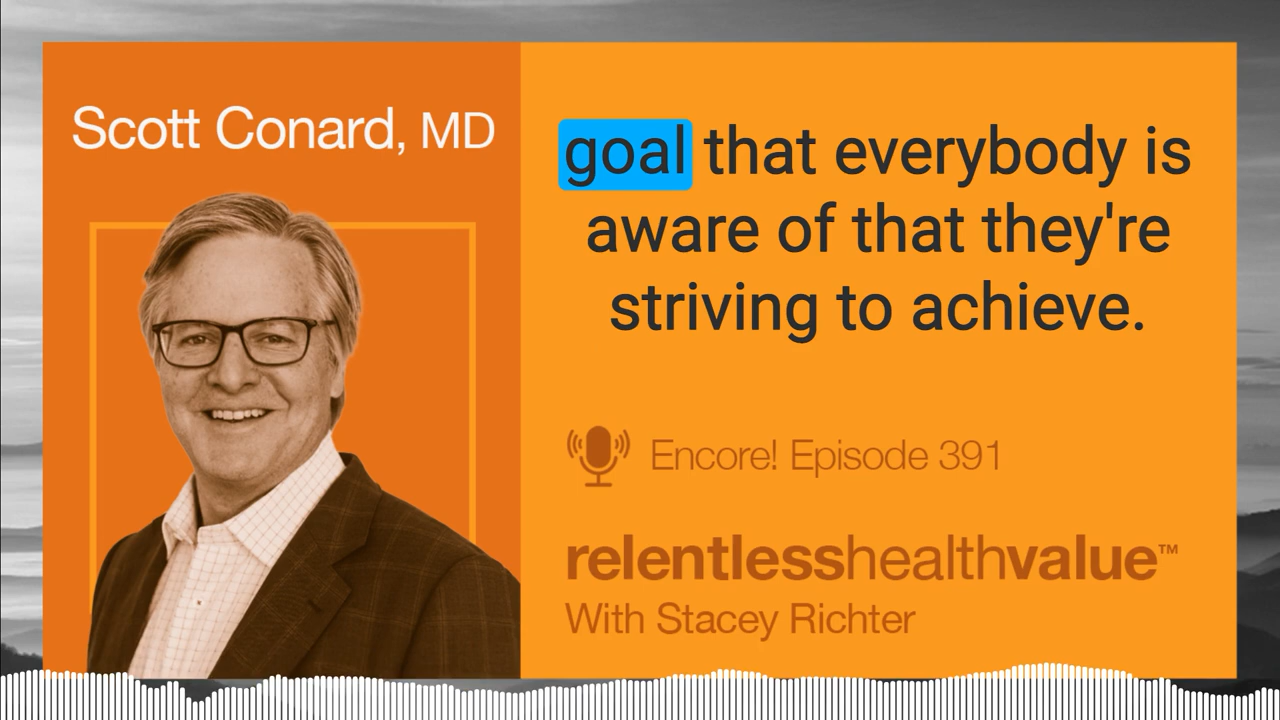 Scott Conard, MD
goal that everybody is
aware of that they're
striving to achieve.
Encore! Episode 391
relentlesshealthvalue™
With Stacey Richter